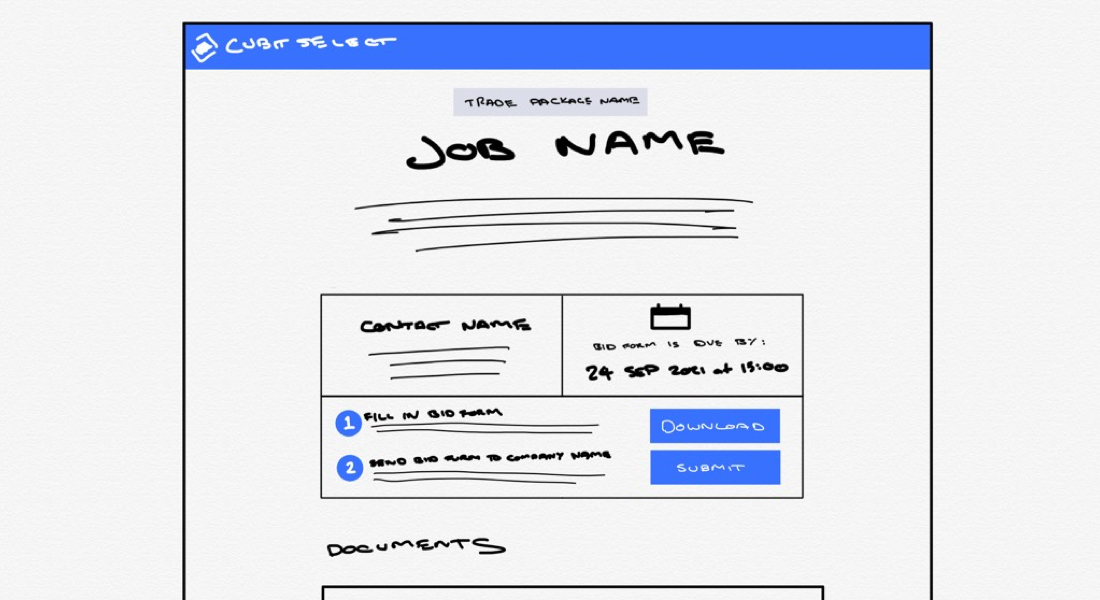 CUBIT SELECT
TRADE PACKAGE NAME
JOB NAME
CONTACT NAME
BID FORM IS DUE BY:
24 SEP 2021 at 15:00
1 FILL IN BID FORM
DOWNLOAD
2 SEND BID FORM TO COMPANY NAME
SUBMIT
DOCUMENTS